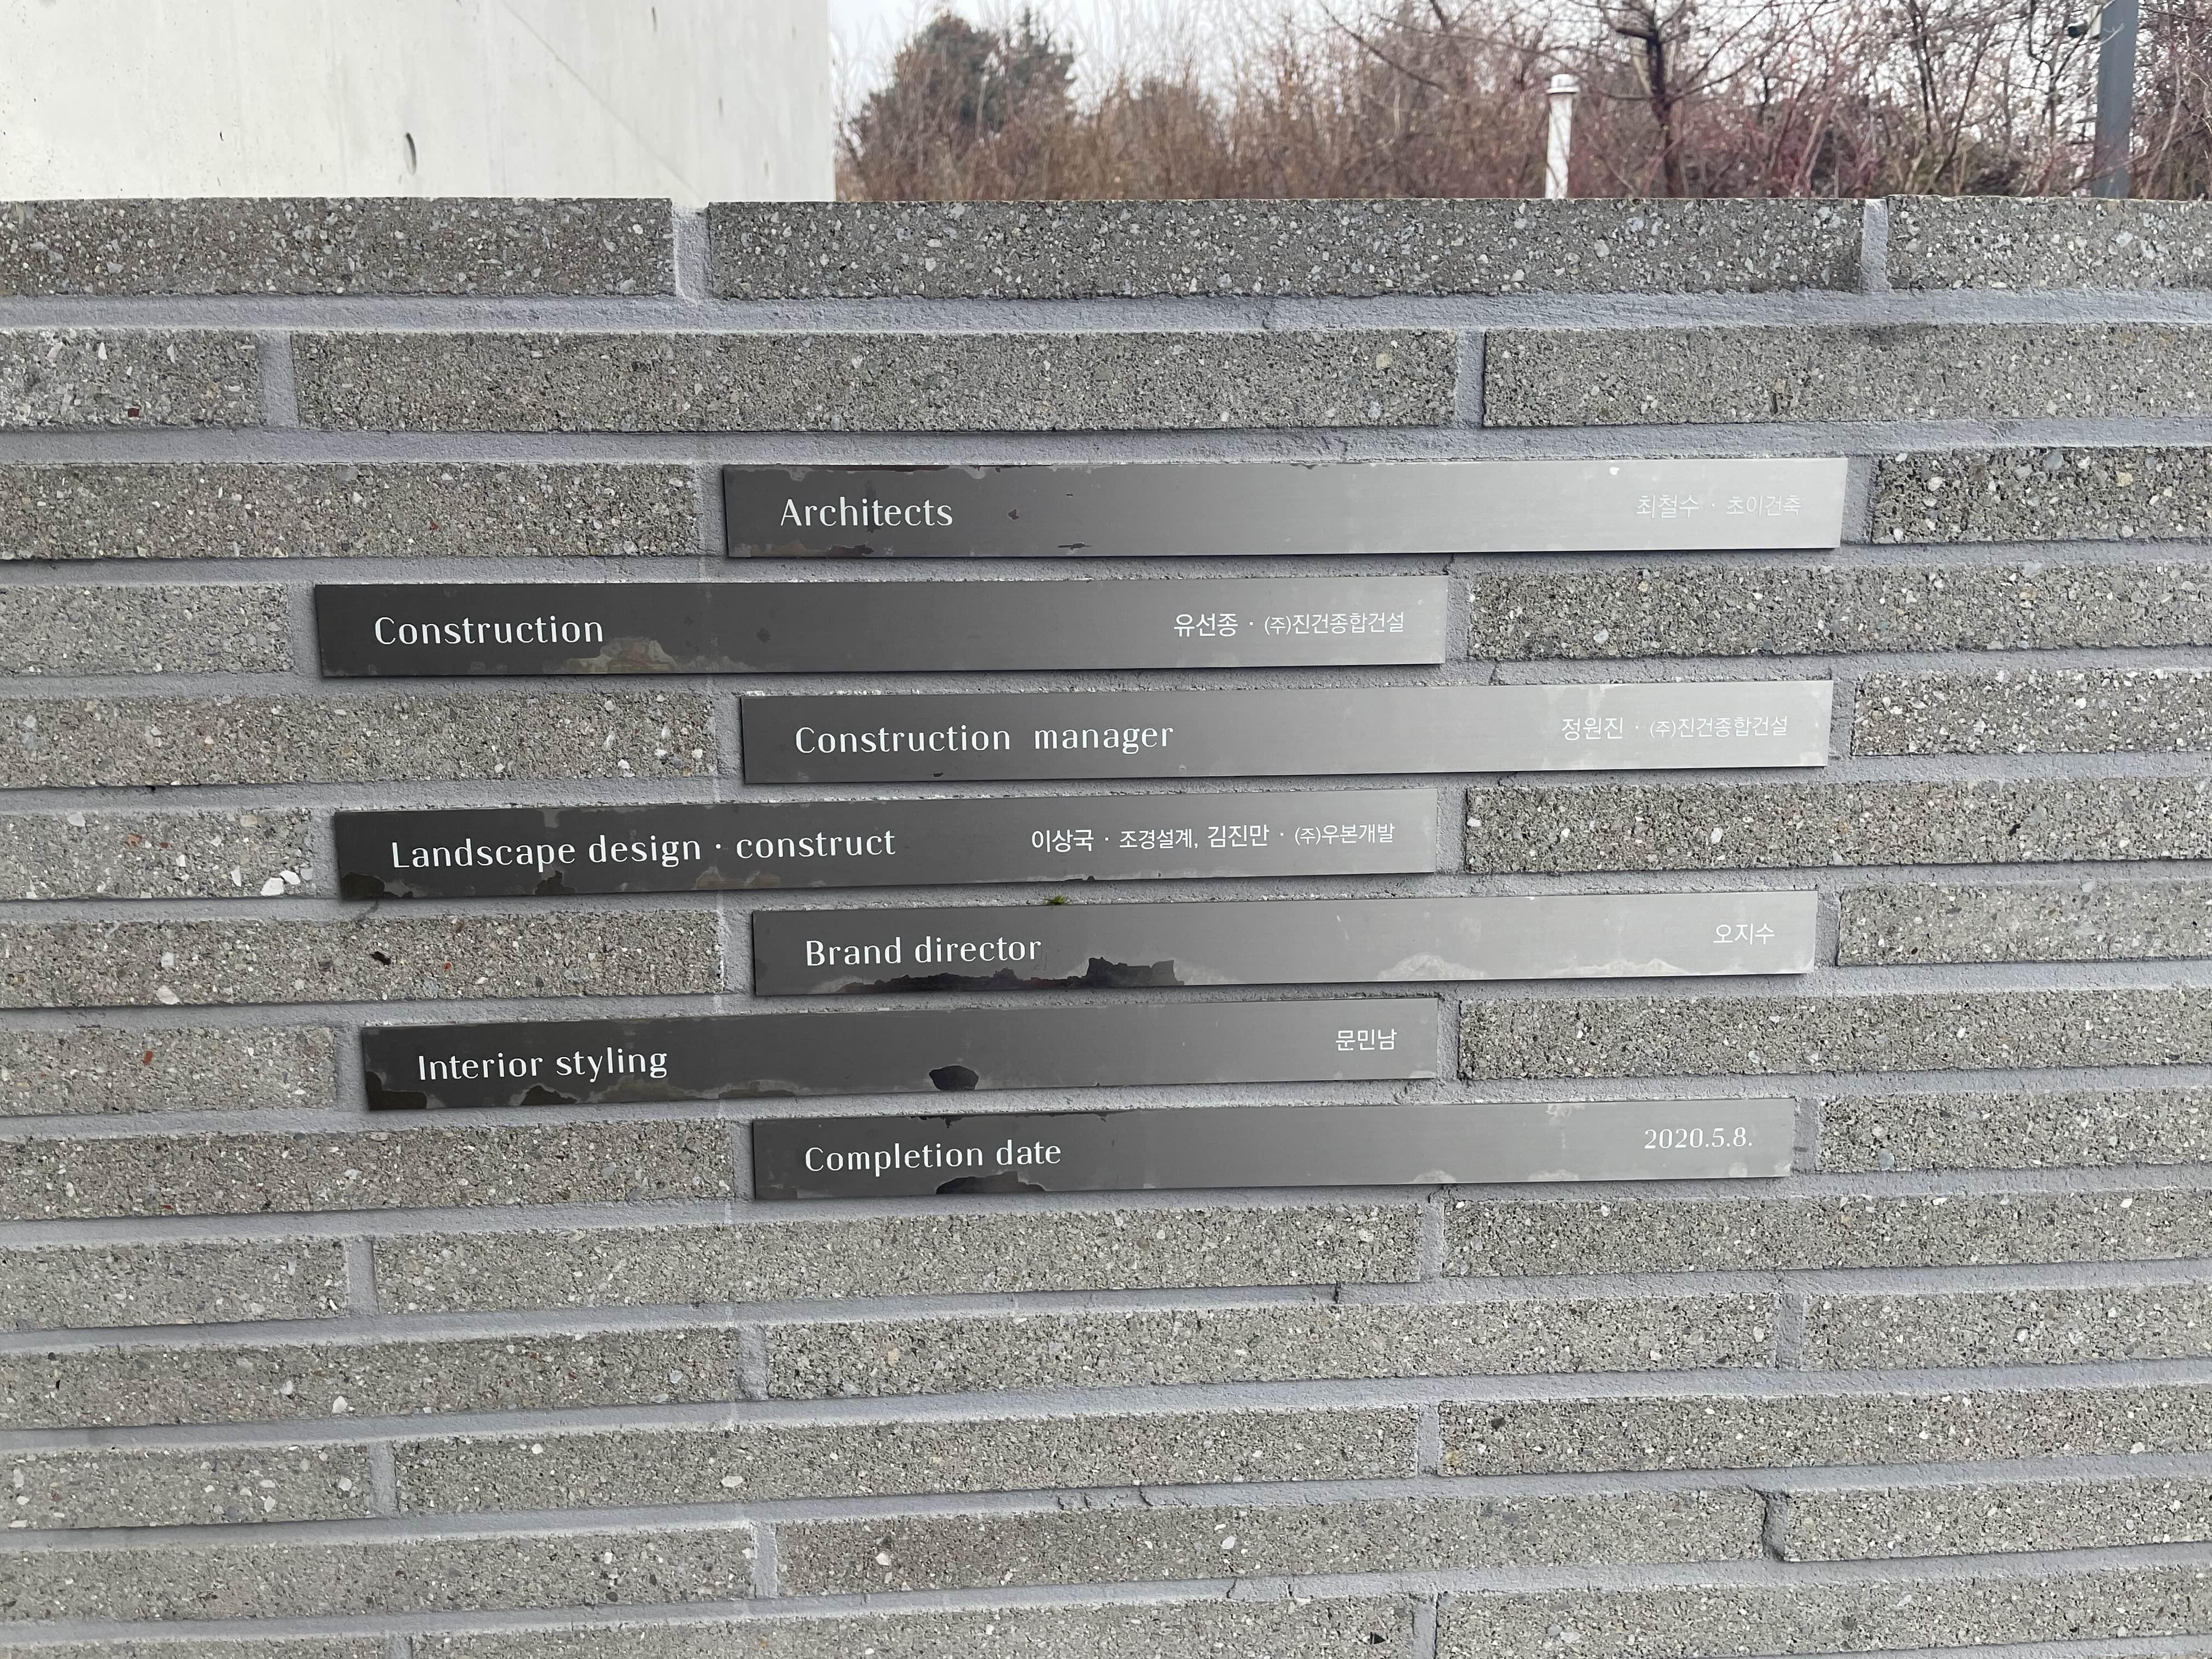 Architects 최철수 · 초이건축
Construction 유선종 · (주)진건종합건설
Construction manager 정원진 · (주)진건종합건설
Landscape design · construct 이상국 · 조경설계, 김진만 · (주)우본개발
Brand director 오지수
Interior styling 문민남
Completion date 2020.5.8.